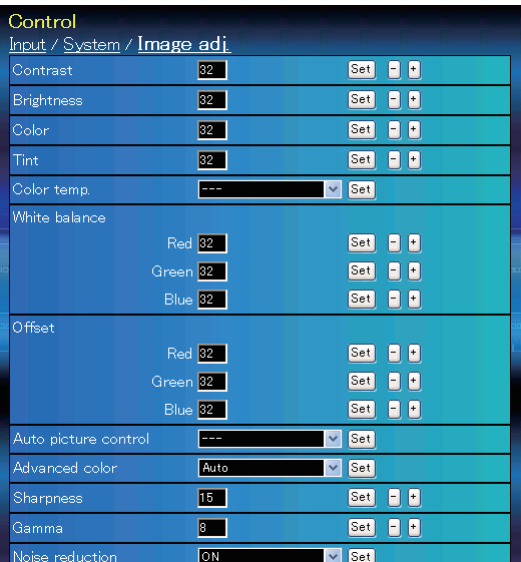 Control
Input / System / Image adj.
Contrast 32 Set - +
Brightness 32 Set - +
Color 32 Set - +
Tint 32 Set - +
Color temp. --- Set
White balance
Red 32 Set - +
Green 32 Set - +
Blue 32 Set - +
Offset
Red 32 Set - +
Green 32 Set - +
Blue 32 Set - +
Auto picture control --- Set
Advanced color Auto Set
Sharpness 15 Set - +
Gamma 8 Set - +
Noise reduction ON Set